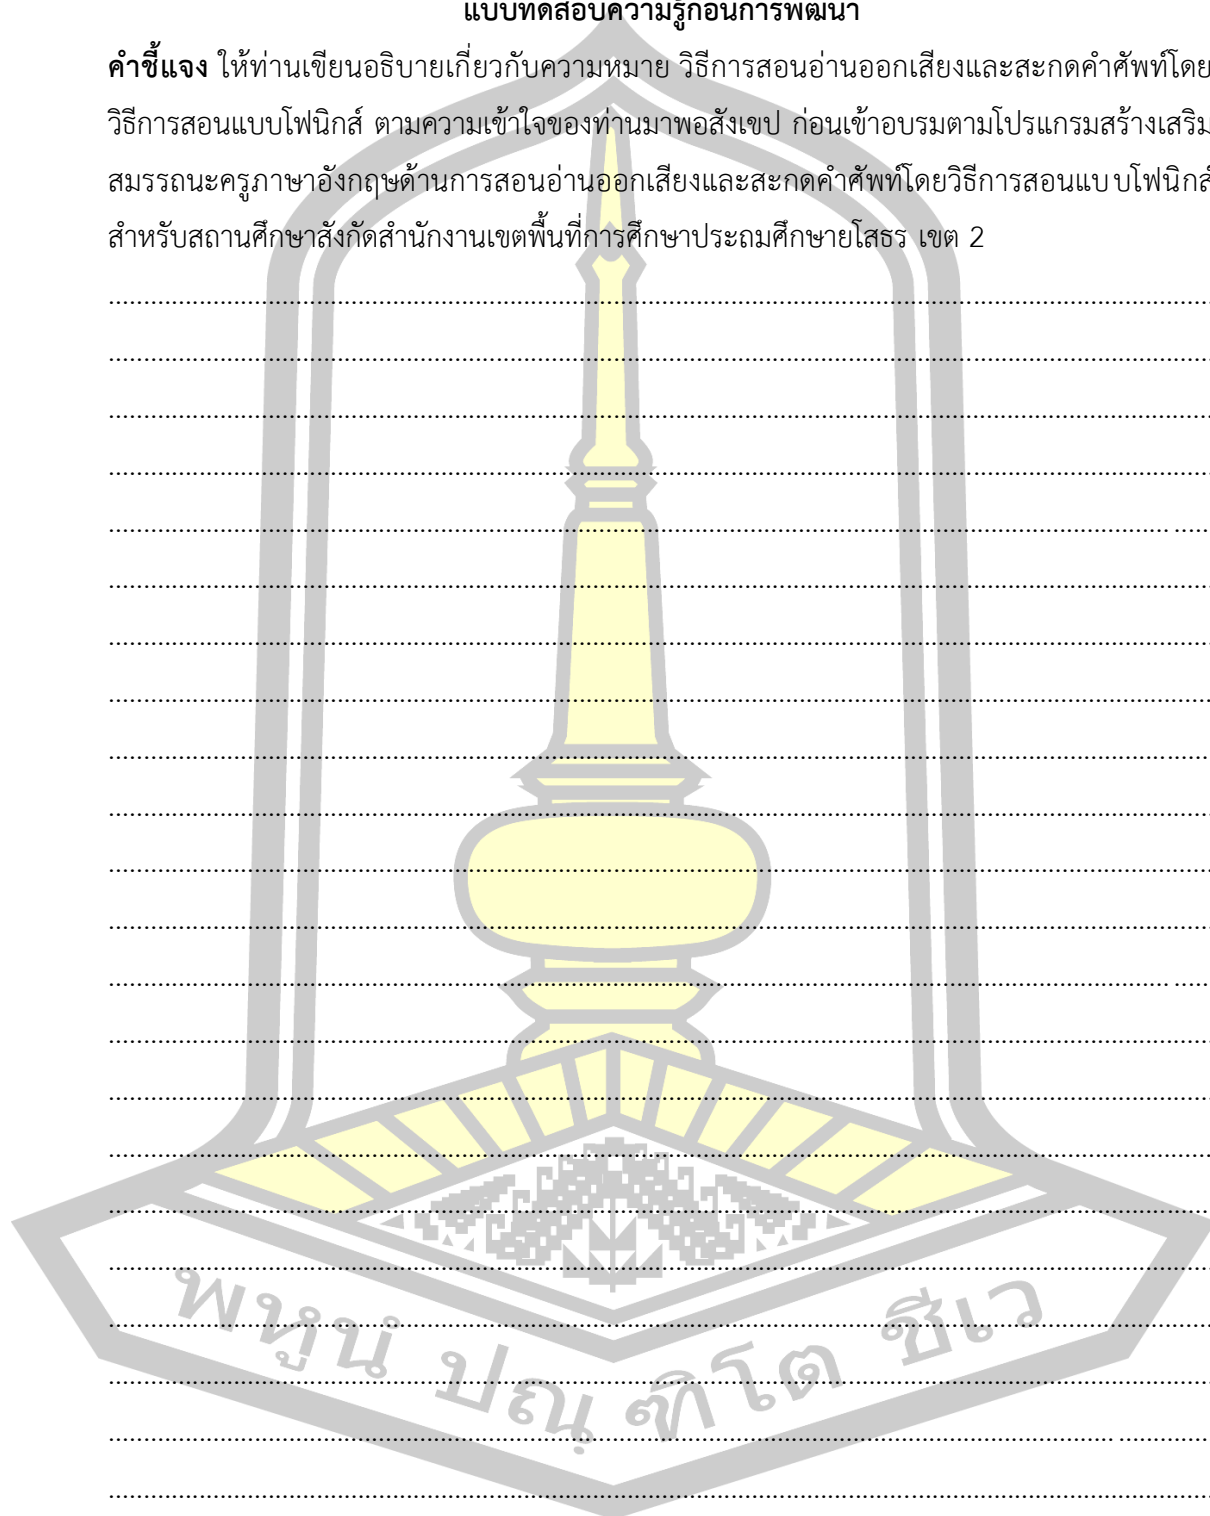 แบบทดสอบความรู้ก่อนการพัฒนา
คำชี้แจง ให้ท่านเขียนอธิบายเกี่ยวกับความหมาย วิธีการสอนอ่านออกเสียงและสะกดคำศัพท์โดย
วิธีการสอนแบบโฟนิกส์ ตามความเข้าใจของท่านมาพอสังเขป ก่อนเข้าอบรมตามโปรแกรมสร้างเสริม
สมรรถนะครูภาษาอังกฤษด้านการสอนอ่านออกเสียงและสะกดคำศัพท์โดยวิธีการสอนแบบโฟนิกส์
สำหรับสถานศึกษาสังกัดสำนักงานเขตพื้นที่การศึกษาประถมศึกษายโสธร เขต 2
พหูนํ ปณฺฑิโต ชีเว